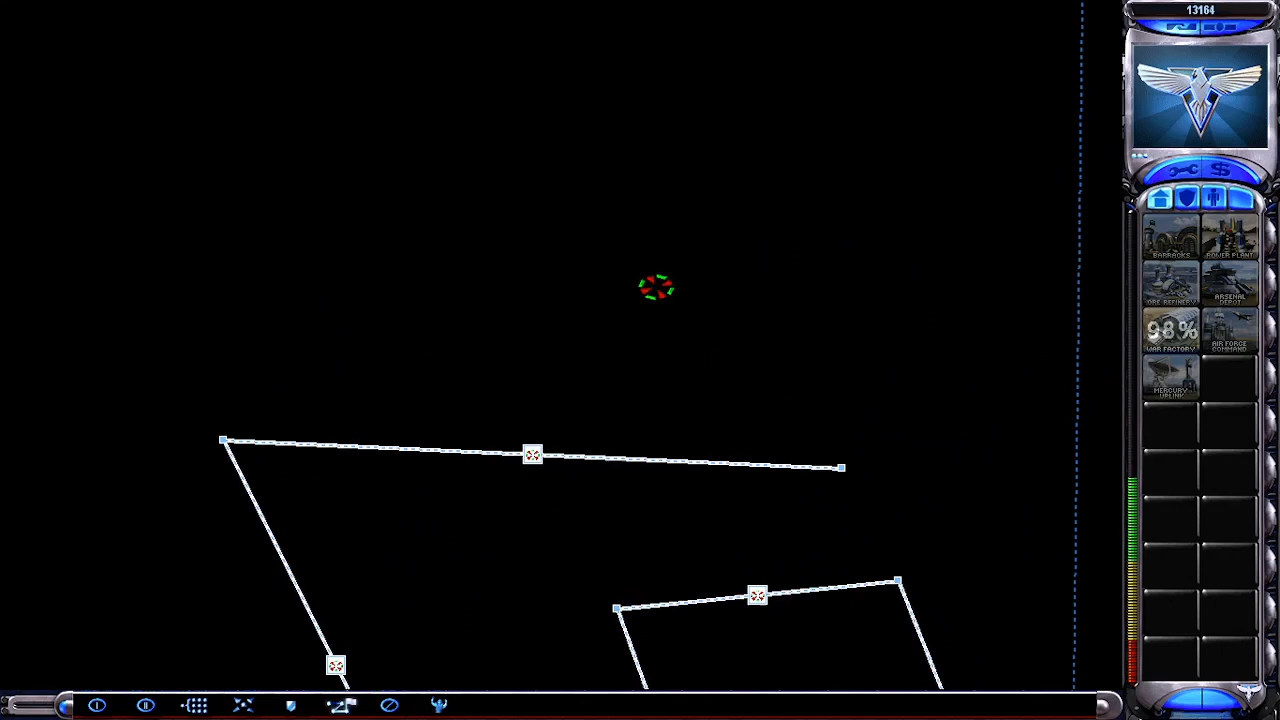 13164
$
BARRACKS
POWER PLANT
ORE REFINERY
ARSENAL
DEPOT
98%
WAR FACTORY
AIR FORCE
COMMAND
MERCURY
UPLINK